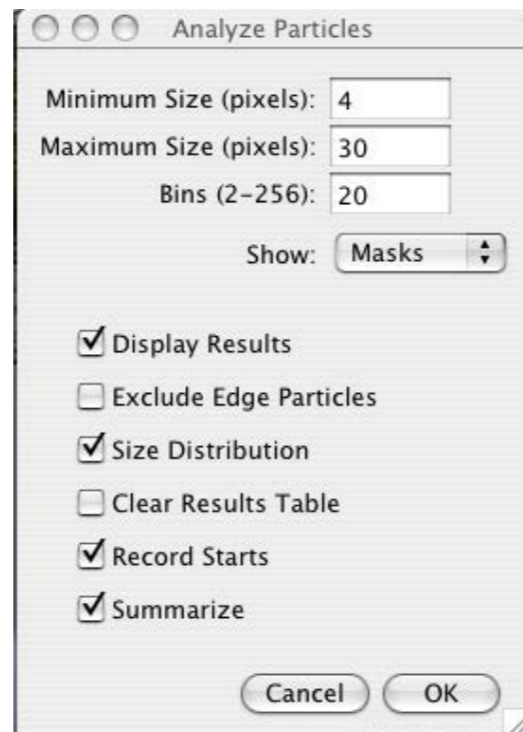 Analyze Particles
Minimum Size (pixels): 4
Maximum Size (pixels): 30
Bins (2-256): 20
Show: Masks
Display Results
Exclude Edge Particles
Size Distribution
Clear Results Table
Record Starts
Summarize
Cancel OK